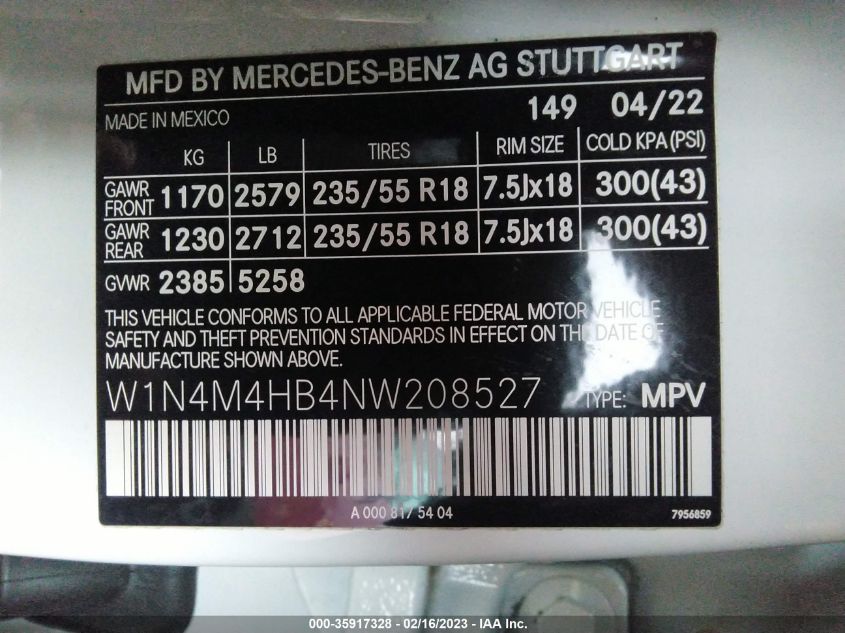 MFD BY MERCEDES-BENZ AG STUTTGART
MADE IN MEXICO 149 04/22
KG LB TIRES RIM SIZE COLD KPA (PSI)
GAWR FRONT 1170 2579 235/55 R18 7.5Jx18 300(43)
GAWR REAR 1230 2712 235/55 R18 7.5Jx18 300(43)
GVWR 2385 5258
THIS VEHICLE CONFORMS TO ALL APPLICABLE FEDERAL MOTOR VEHICLE
SAFETY AND THEFT PREVENTION STANDARDS IN EFFECT ON THE DATE OF
MANUFACTURE SHOWN ABOVE.
W1N4M4HB4NW208527 TYPE: MPV
A 000 817 54 04 7956859
000-35917328 - 02/16/2023 - IAA Inc.